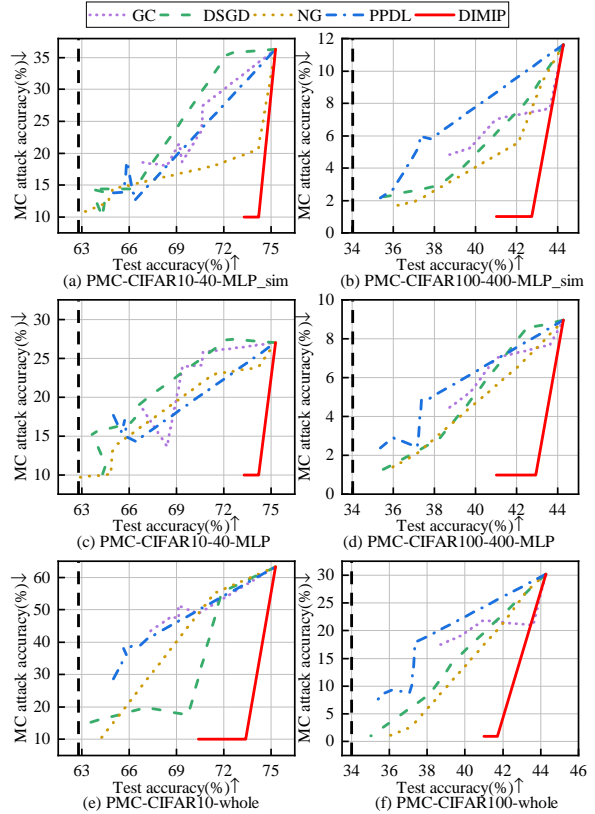 GC DSGD NG PPDL DIMIP
MC attack accuracy(%)↓
35
30
25
20
15
10
63 66 69 72 75
Test accuracy(%)↑
(a) PMC-CIFAR10-40-MLP_sim
MC attack accuracy(%)↓
12
10
8
6
4
2
0
34 36 38 40 42 44
Test accuracy(%)↑
(b) PMC-CIFAR100-400-MLP_sim
MC attack accuracy(%)↓
30
25
20
15
10
63 66 69 72 75
Test accuracy(%)↑
(c) PMC-CIFAR10-40-MLP
MC attack accuracy(%)↓
10
8
6
4
2
0
34 36 38 40 42 44
Test accuracy(%)↑
(d) PMC-CIFAR100-400-MLP
MC attack accuracy(%)↓
60
50
40
30
20
10
63 66 69 72 75
Test accuracy(%)↑
(e) PMC-CIFAR10-whole
MC attack accuracy(%)↓
30
25
20
15
10
5
0
34 36 38 40 42 44 46
Test accuracy(%)↑
(f) PMC-CIFAR100-whole